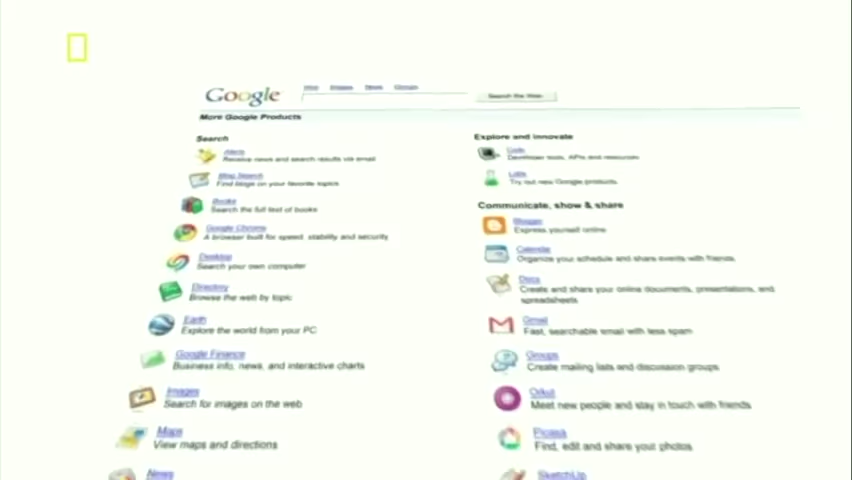 Google
Web Images News Groups
Search the Web
More Google Products
Search
Alerts
Receive news and search results via email
Blog Search
Find blogs on your favorite topics
Books
Search the full text of books
Google Chrome
A browser built for speed, stability and security
Desktop
Search your own computer
Directory
Browse the web by topic
Earth
Explore the world from your PC
Google Finance
Business info, news, and interactive charts
Images
Search for images on the web
Maps
View maps and directions
News
Explore and innovate
Code
Developer tools, APIs and resources
Labs
Try out new Google products
Communicate, show & share
Blogger
Express yourself online
Calendar
Organize your schedule and share events with friends
Docs
Create and share your online documents, presentations, and
spreadsheets
Gmail
Fast, searchable email with less spam
Groups
Create mailing lists and discussion groups
Orkut
Meet new people and stay in touch with friends
Picasa
Find, edit and share your photos
SketchUp